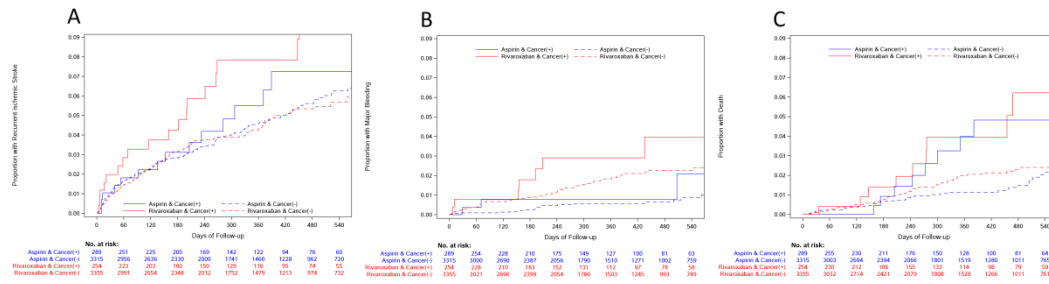 A
Proportion with Recurrent Ischemic Stroke
0.09
0.08
0.07
0.06
0.05
0.04
0.03
0.02
0.01
0.00
Aspirin & Cancer(+) Aspirin & Cancer(-)
Rivaroxaban & Cancer(+) Rivaroxaban & Cancer(-)
0 60 120 180 240 300 360 420 480 540
Days of Follow-up
No. at risk:
Aspirin & Cancer(+) 289 251 225 205 169 142 122 94 76 60
Aspirin & Cancer(-) 3315 2956 2636 2330 2000 1741 1460 1228 962 720
Rivaroxaban & Cancer(+) 254 223 203 182 150 129 110 95 74 55
Rivaroxaban & Cancer(-) 3355 2991 2654 2348 2012 1752 1479 1213 974 732
B
Proportion with Major Bleeding
0.09
0.08
0.07
0.06
0.05
0.04
0.03
0.02
0.01
0.00
Aspirin & Cancer(+) Aspirin & Cancer(-)
Rivaroxaban & Cancer(+) Rivaroxaban & Cancer(-)
0 60 120 180 240 300 360 420 480 540
Days of Follow-up
No. at risk:
Aspirin & Cancer(+) 289 254 228 210 175 149 127 100 81 63
Aspirin & Cancer(-) 3315 3000 2690 2387 2056 1790 1510 1271 1002 759
Rivaroxaban & Cancer(+) 254 228 210 183 152 131 112 97 78 58
Rivaroxaban & Cancer(-) 3355 3021 2696 2399 2054 1780 1503 1245 993 749
C
Proportion with Death
0.09
0.08
0.07
0.06
0.05
0.04
0.03
0.02
0.01
0.00
Aspirin & Cancer(+) Aspirin & Cancer(-)
Rivaroxaban & Cancer(+) Rivaroxaban & Cancer(-)
0 60 120 180 240 300 360 420 480 540
Days of Follow-up
No. at risk:
Aspirin & Cancer(+) 289 255 230 211 176 150 128 100 81 64
Aspirin & Cancer(-) 3315 3003 2694 2394 2066 1801 1519 1280 1011 765
Rivaroxaban & Cancer(+) 254 230 212 186 155 133 114 98 79 59
Rivaroxaban & Cancer(-) 3355 3032 2714 2421 2079 1808 1528 1266 1011 761